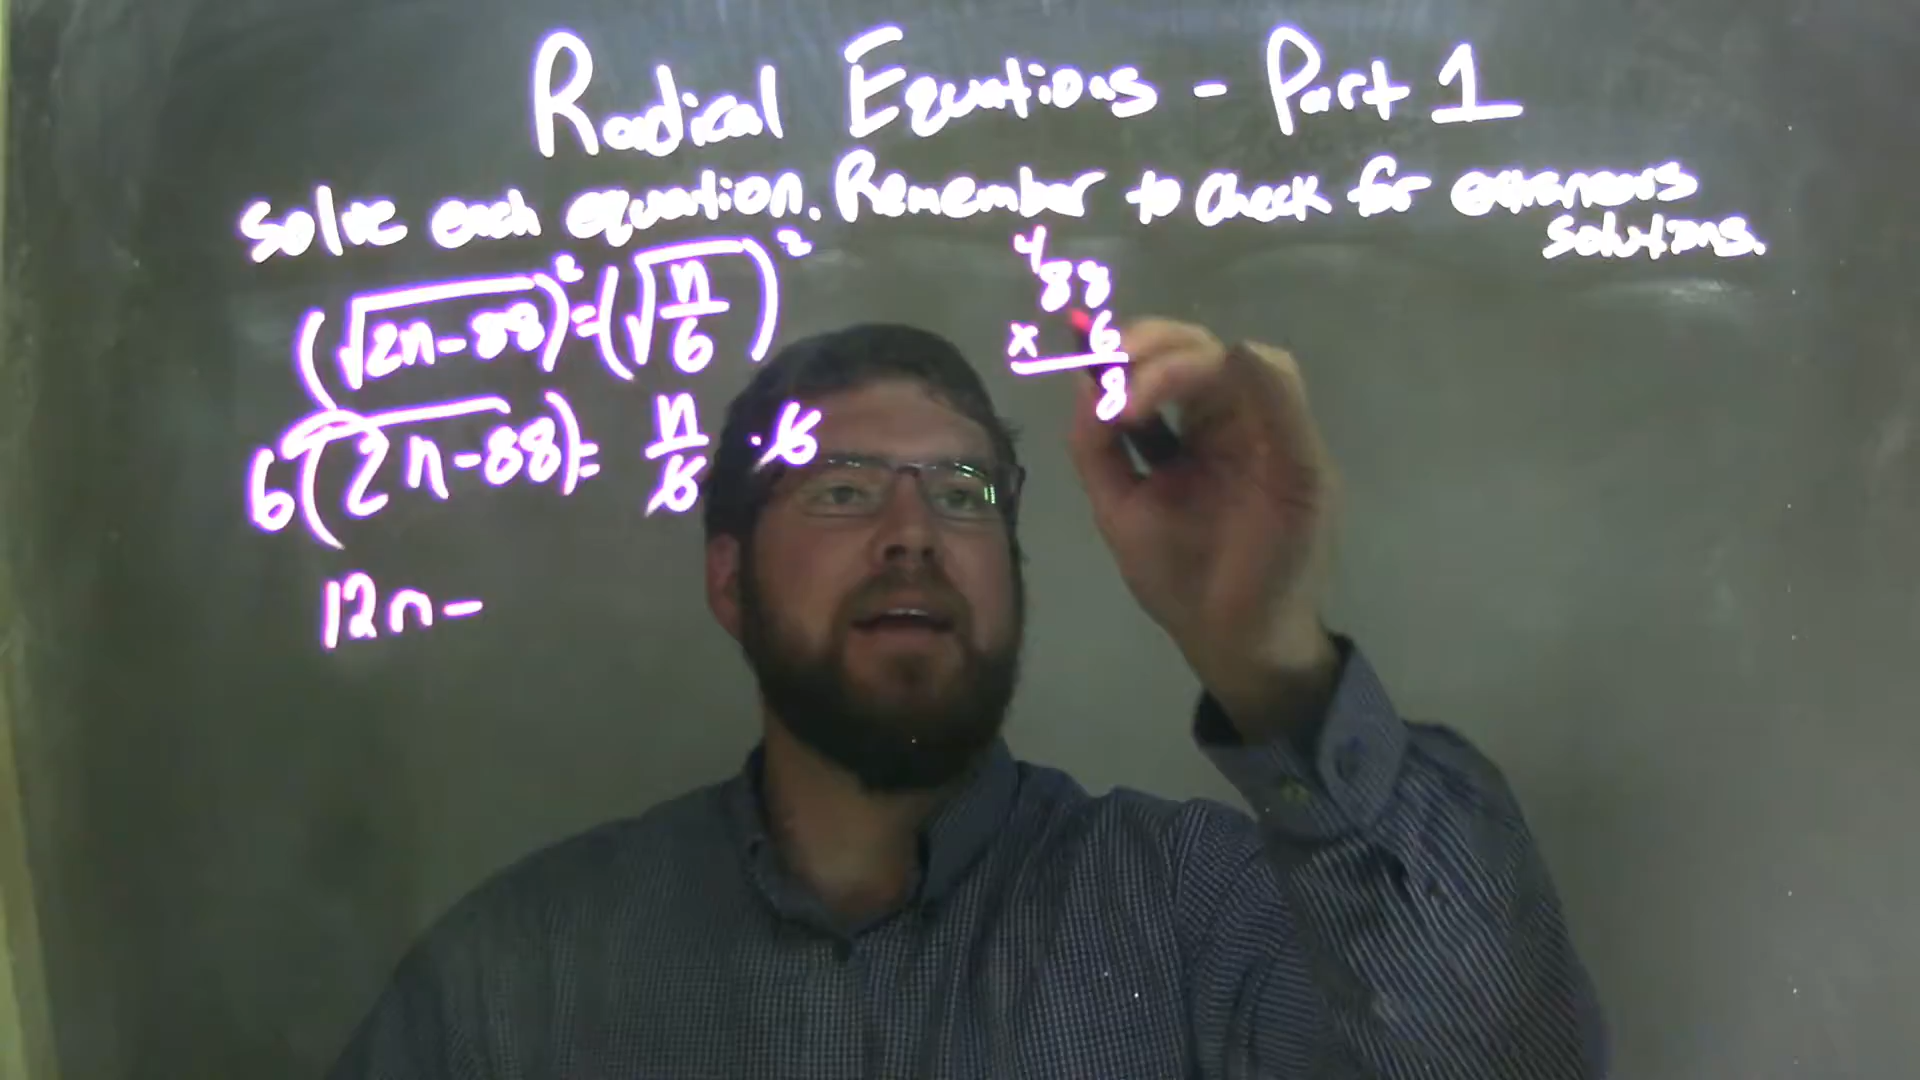 Radical Equations - Part 1
Solve each equation. Remember to check for extraneous
solutions.
(√2n-88)²=(√n/6)²
6(2n-88)= n/6 · 6
12n-
4
88
x 6
8